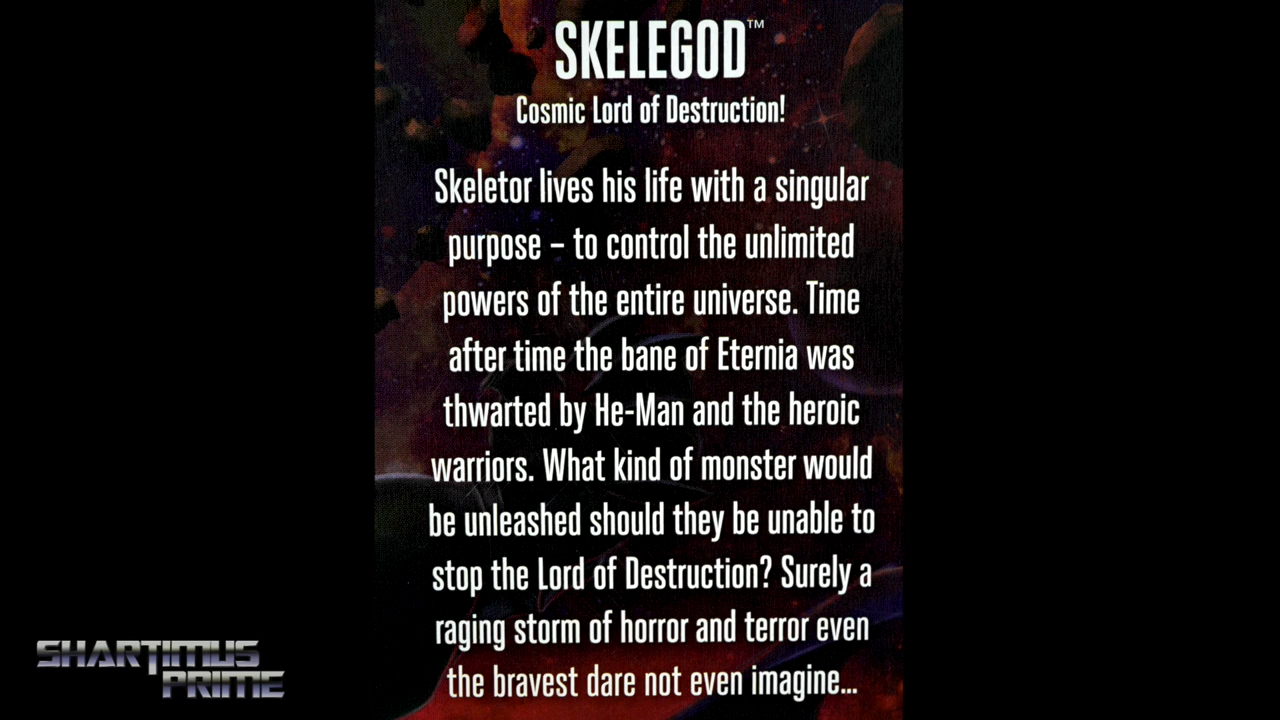 SKELEGOD™
Cosmic Lord of Destruction!
Skeletor lives his life with a singular
purpose – to control the unlimited
powers of the entire universe. Time
after time the bane of Eternia was
thwarted by He-Man and the heroic
warriors. What kind of monster would
be unleashed should they be unable to
stop the Lord of Destruction? Surely a
raging storm of horror and terror even
the bravest dare not even imagine...
SHARTIMUS
PRIME